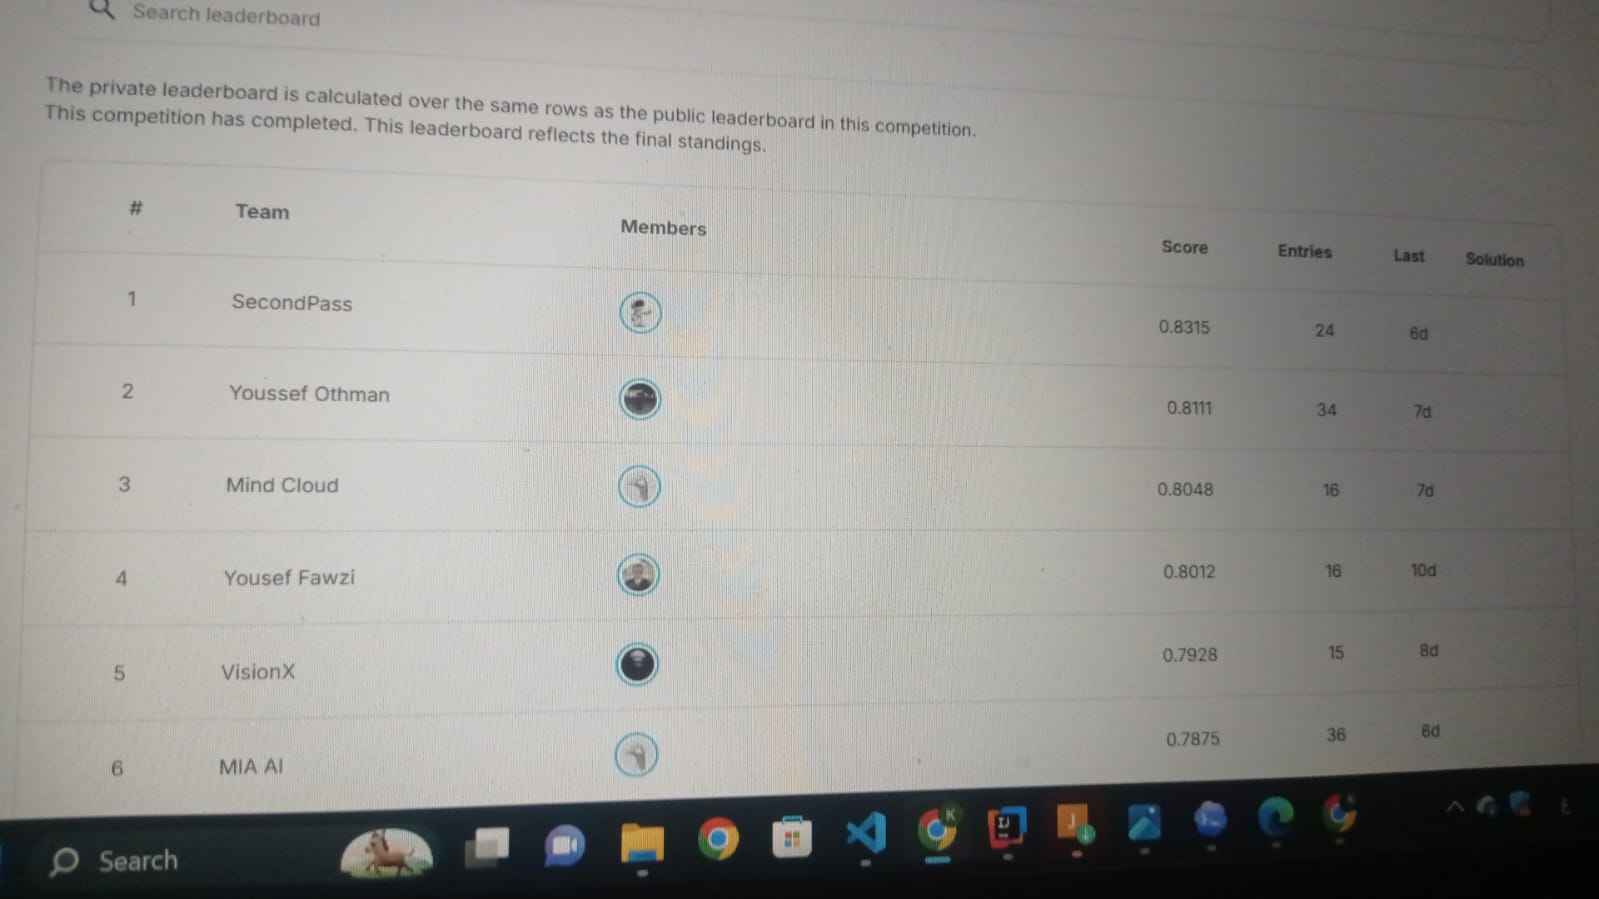 Search leaderboard
The private leaderboard is calculated over the same rows as the public leaderboard in this competition.
This competition has completed. This leaderboard reflects the final standings.
# Team Members Score Entries Last Solution
1 SecondPass 0.8315 24 6d
2 Youssef Othman 0.8111 34 7d
3 Mind Cloud 0.8048 16 7d
4 Yousef Fawzi 0.8012 16 10d
5 VisionX 0.7928 15 8d
6 MIA AI 0.7875 36 6d
Search K IJ J K ع